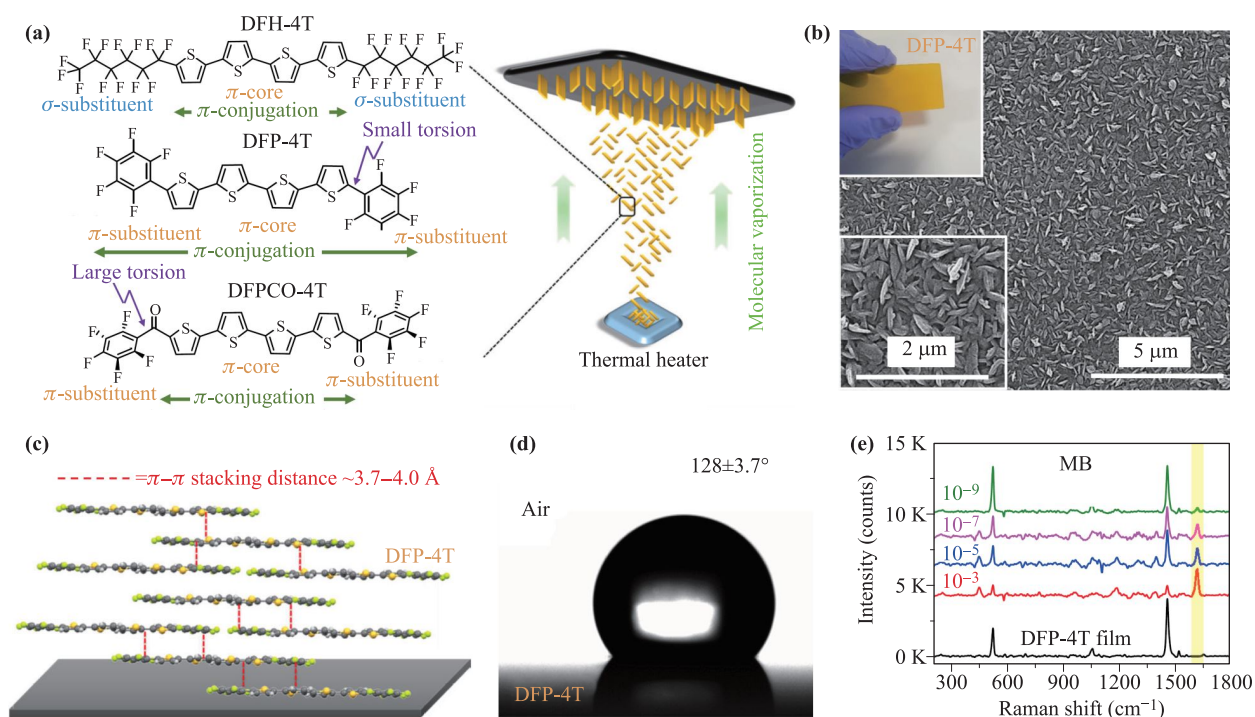 (a)
DFH-4T
F F F F F F F F F F F F F
S S S S
F F F F F F F F F F F F F
σ-substituent
π-core
σ-substituent
π-conjugation
DFP-4T
Small torsion
F F F F F
S S S S
F F F F F
π-substituent
π-core
π-substituent
π-conjugation
Large torsion
DFPCO-4T
O
F F F F F
S S S S
O
F F F F F
π-core
π-substituent
π-substituent
π-conjugation
Molecular vaporization
Thermal heater
(b)
DFP-4T
2 μm
5 μm
(c)
=π–π stacking distance ~3.7–4.0 Å
DFP-4T
(d)
128±3.7°
Air
DFP-4T
(e)
15 K
MB
10⁻⁹
10 K
10⁻⁷
10⁻⁵
5 K
10⁻³
DFP-4T film
0 K
Intensity (counts)
300 600 900 1200 1500 1800
Raman shift (cm⁻¹)